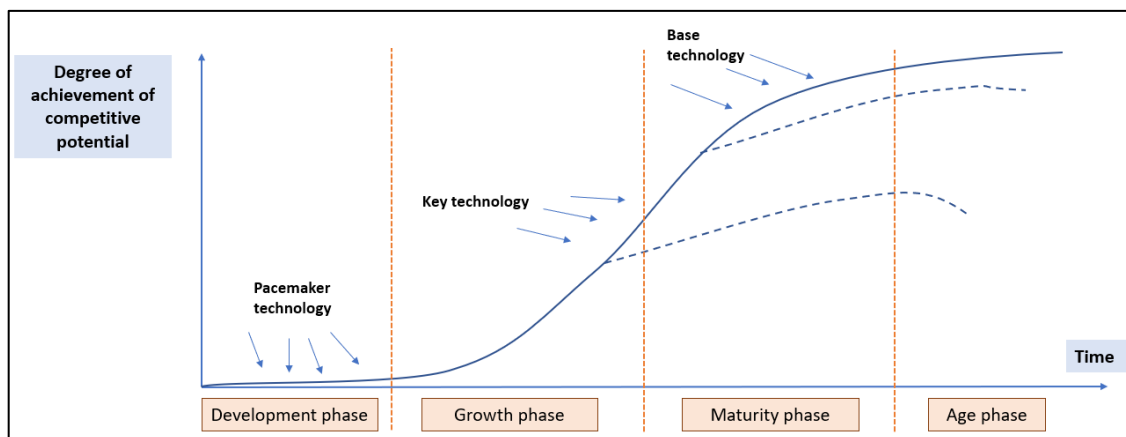 Degree of
achievement of
competitive
potential
Base
technology
Key technology
Pacemaker
technology
Time
Development phase
Growth phase
Maturity phase
Age phase